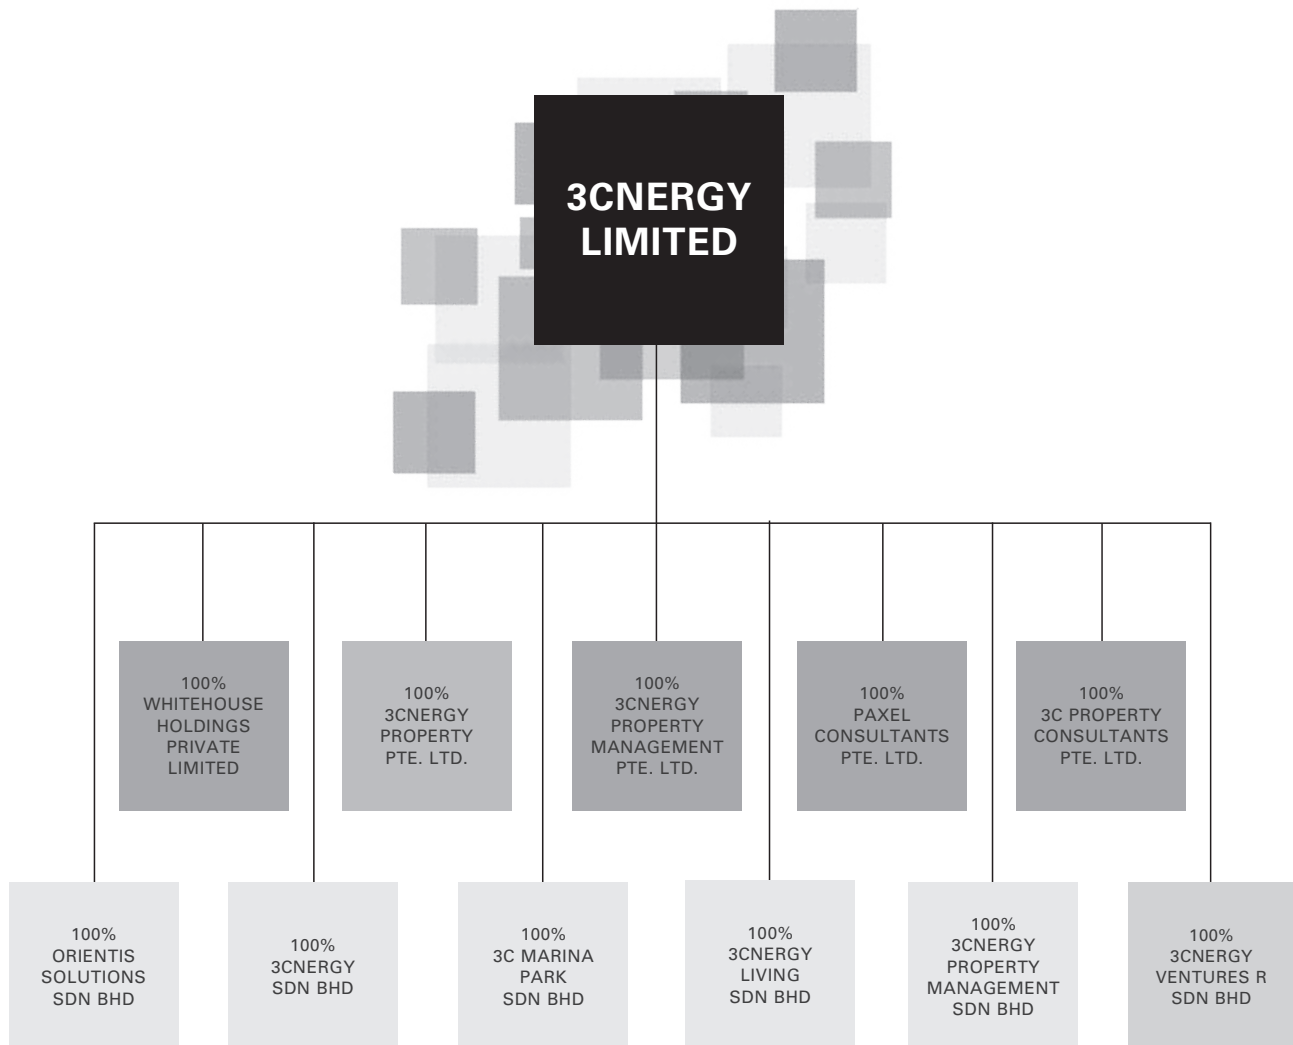 3CNERGY
LIMITED
100%
WHITEHOUSE
HOLDINGS
PRIVATE
LIMITED
100%
3CNERGY
PROPERTY
PTE. LTD.
100%
3CNERGY
PROPERTY
MANAGEMENT
PTE. LTD.
100%
PAXEL
CONSULTANTS
PTE. LTD.
100%
3C PROPERTY
CONSULTANTS
PTE. LTD.
100%
ORIENTIS
SOLUTIONS
SDN BHD
100%
3CNERGY
SDN BHD
100%
3C MARINA
PARK
SDN BHD
100%
3CNERGY
LIVING
SDN BHD
100%
3CNERGY
PROPERTY
MANAGEMENT
SDN BHD
100%
3CNERGY
VENTURES R
SDN BHD